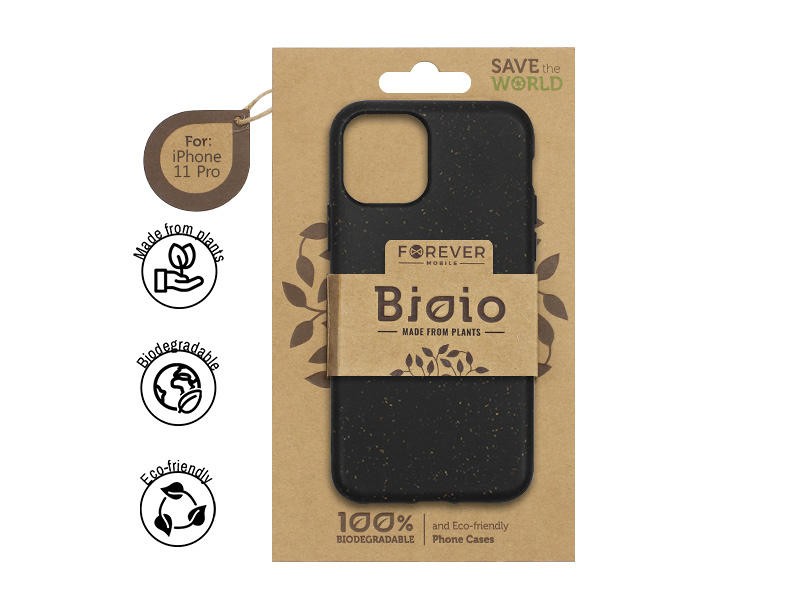 SAVE the
WORLD
For:
iPhone
11 Pro
Made from plants
Biodegradable
Eco-friendly
FOREVER
MOBILE
Bioio
MADE FROM PLANTS
100%
BIODEGRADABLE
and Eco-friendly
Phone Cases